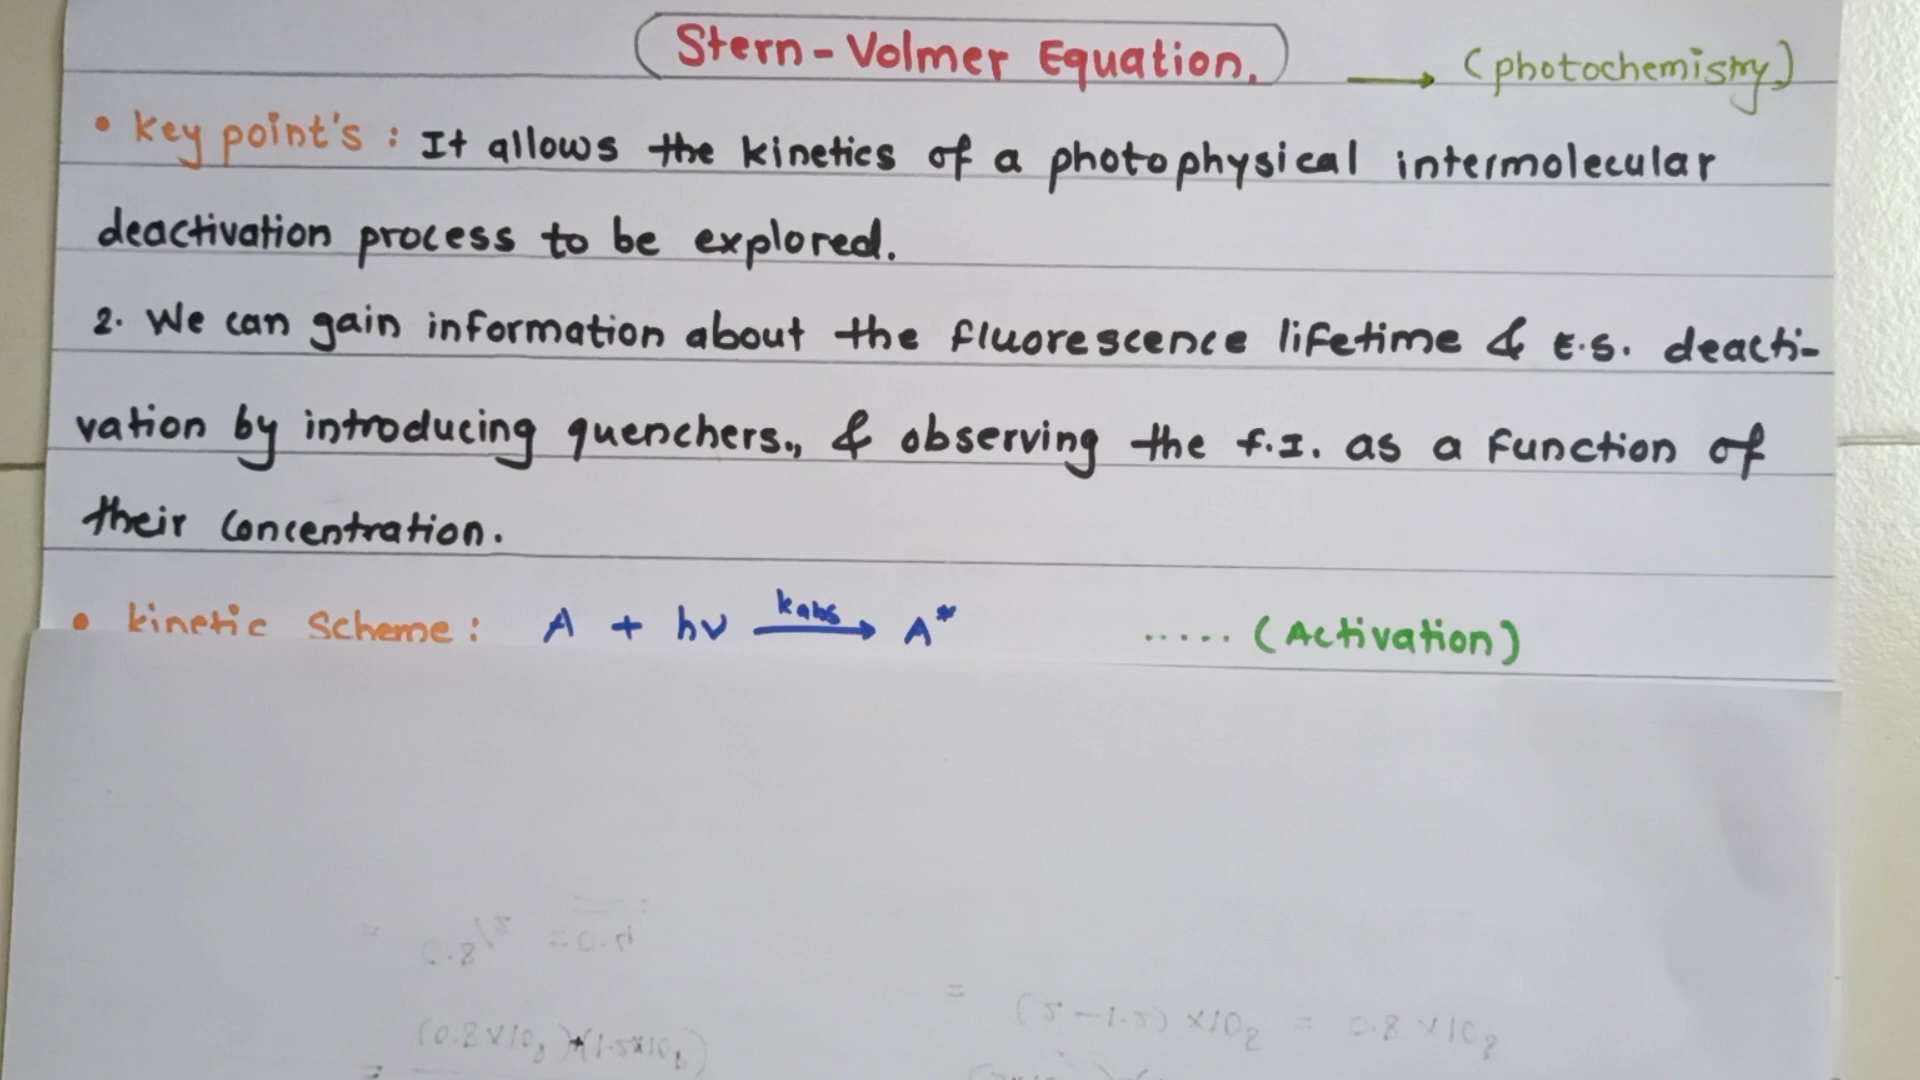 Stern-Volmer Equation. → (photochemistry)
• key point's : It allows the kinetics of a photophysical intermolecular
deactivation process to be explored.
2. We can gain information about the fluorescence lifetime & E.S. deacti-
vation by introducing quenchers., & observing the f.I. as a function of
their concentration.
• kinetic scheme : A + hν —kabs→ A* ..... (Activation)